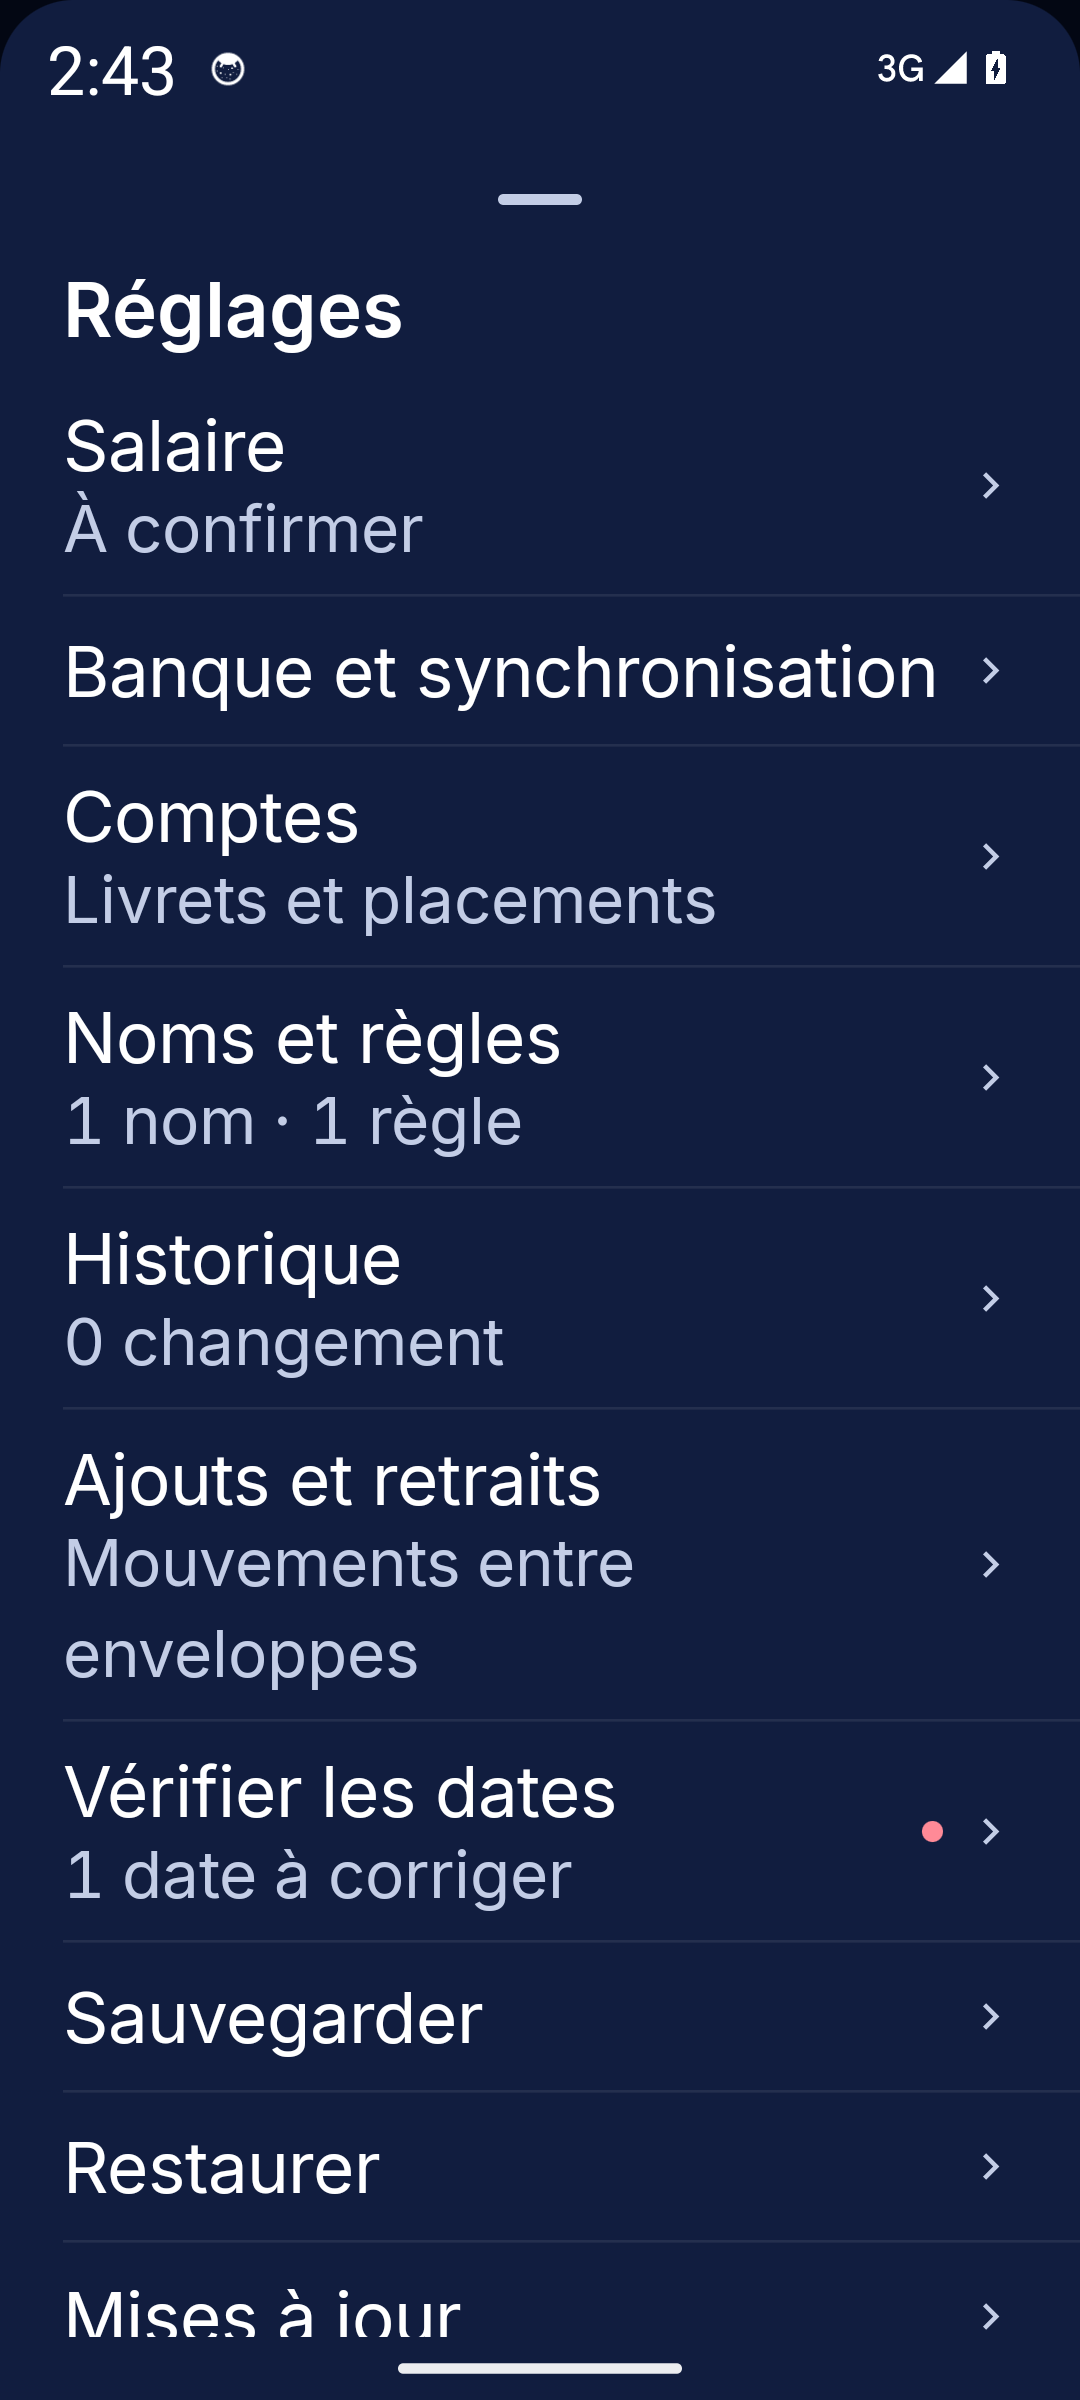 2:43
3G
Réglages
Salaire
À confirmer
Banque et synchronisation
Comptes
Livrets et placements
Noms et règles
1 nom · 1 règle
Historique
0 changement
Ajouts et retraits
Mouvements entre
enveloppes
Vérifier les dates
1 date à corriger
Sauvegarder
Restaurer
Mises à jour